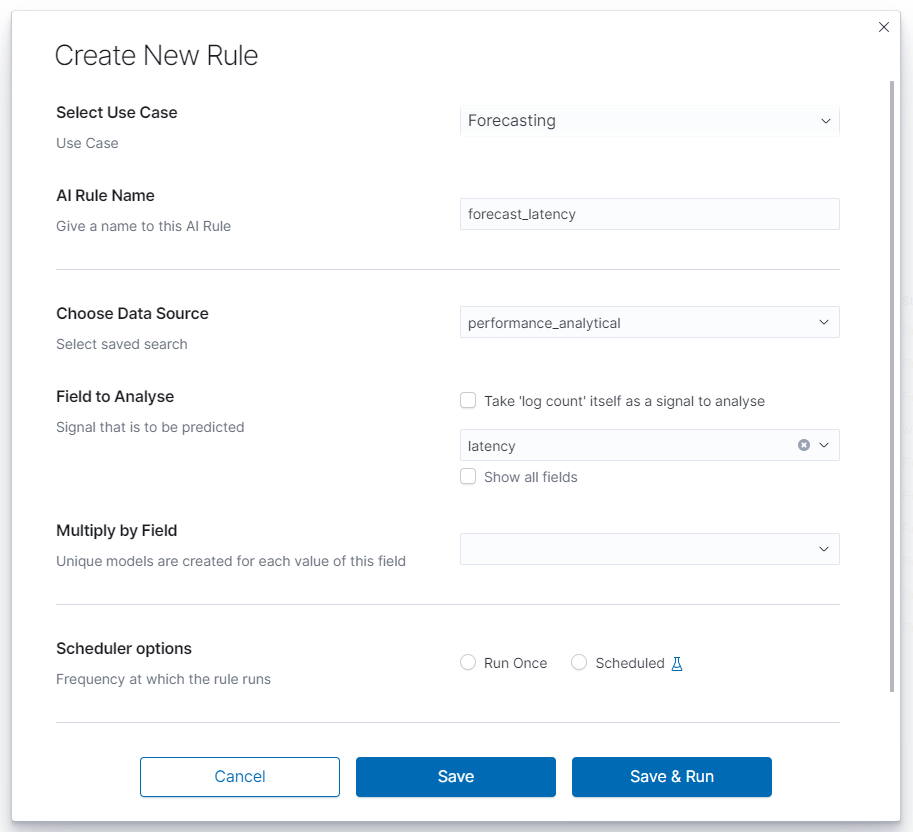 Create New Rule
Select Use Case
Use Case
Forecasting
AI Rule Name
Give a name to this AI Rule
forecast_latency
Choose Data Source
Select saved search
performance_analytical
Field to Analyse
Signal that is to be predicted
Take 'log count' itself as a signal to analyse
latency
Show all fields
Multiply by Field
Unique models are created for each value of this field
Scheduler options
Frequency at which the rule runs
Run Once
Scheduled
Cancel
Save
Save & Run